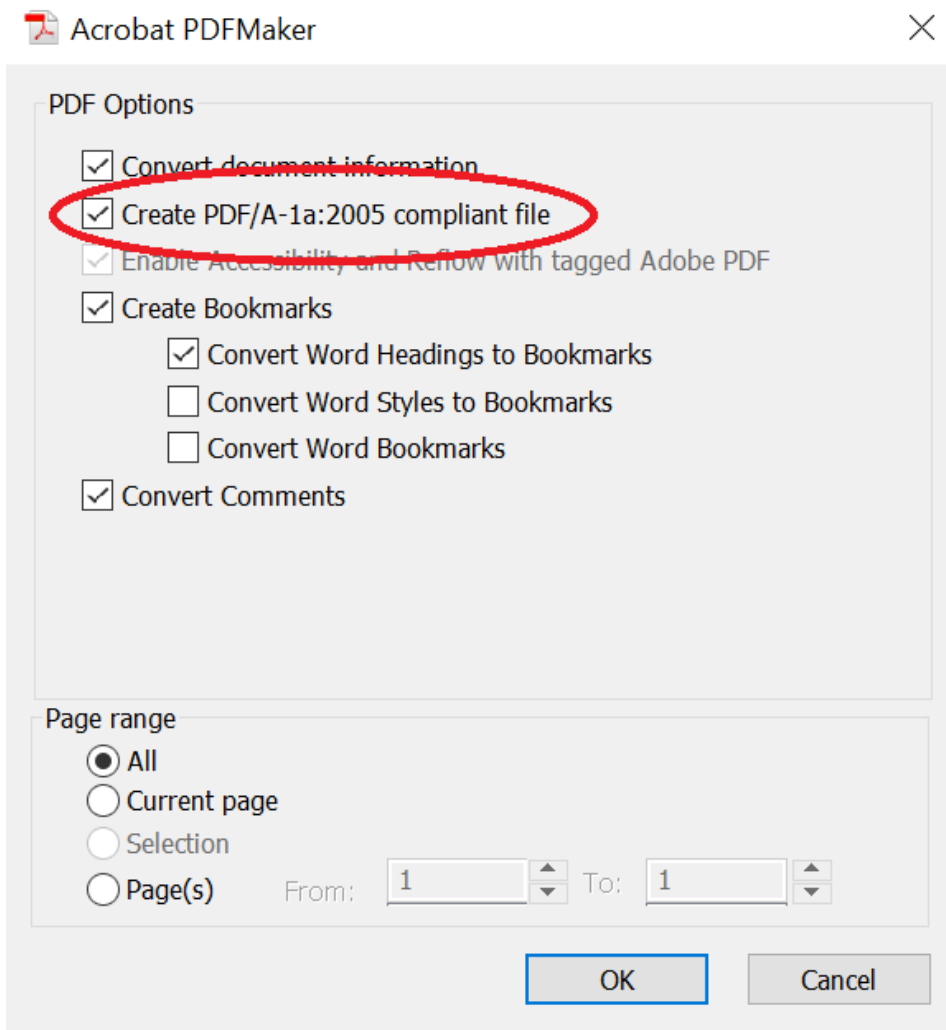 Acrobat PDFMaker
PDF Options
Convert document information
Create PDF/A-1a:2005 compliant file
Enable Accessibility and Reflow with tagged Adobe PDF
Create Bookmarks
Convert Word Headings to Bookmarks
Convert Word Styles to Bookmarks
Convert Word Bookmarks
Convert Comments
Page range
All
Current page
Selection
Page(s) From: 1 To: 1
OK Cancel